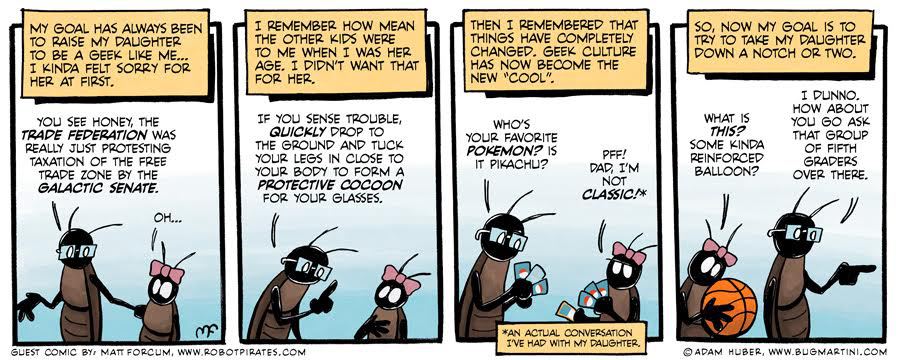 MY GOAL HAS ALWAYS BEEN
TO RAISE MY DAUGHTER
TO BE A GEEK LIKE ME...
I KINDA FELT SORRY FOR
HER AT FIRST.
YOU SEE HONEY, THE
TRADE FEDERATION WAS
REALLY JUST PROTESTING
TAXATION OF THE FREE
TRADE ZONE BY THE
GALACTIC SENATE.
OH...
MF
I REMEMBER HOW MEAN
THE OTHER KIDS WERE
TO ME WHEN I WAS HER
AGE. I DIDN'T WANT THAT
FOR HER.
IF YOU SENSE TROUBLE,
QUICKLY DROP TO
THE GROUND AND TUCK
YOUR LEGS IN CLOSE TO
YOUR BODY TO FORM A
PROTECTIVE COCOON
FOR YOUR GLASSES.
THEN I REMEMBERED THAT
THINGS HAVE COMPLETELY
CHANGED. GEEK CULTURE
HAS NOW BECOME THE
NEW "COOL".
WHO'S
YOUR FAVORITE
POKEMON? IS
IT PIKACHU?
PFF!
DAD, I'M
NOT
CLASSIC!*
*AN ACTUAL CONVERSATION
I'VE HAD WITH MY DAUGHTER.
SO, NOW MY GOAL IS TO
TRY TO TAKE MY DAUGHTER
DOWN A NOTCH OR TWO.
WHAT IS
THIS?
SOME KINDA
REINFORCED
BALLOON?
I DUNNO.
HOW ABOUT
YOU GO ASK
THAT GROUP
OF FIFTH
GRADERS
OVER THERE.
GUEST COMIC BY: MATT FORCUM, WWW.ROBOTPIRATES.COM
© ADAM HUBER, WWW.BUGMARTINI.COM